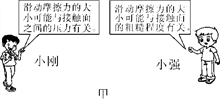 滑动摩擦力的大
小可能与接触面
之间的压力有关。
滑动摩擦力的大
小可能与接触面
的粗糙程度有关。
小刚
小强
甲